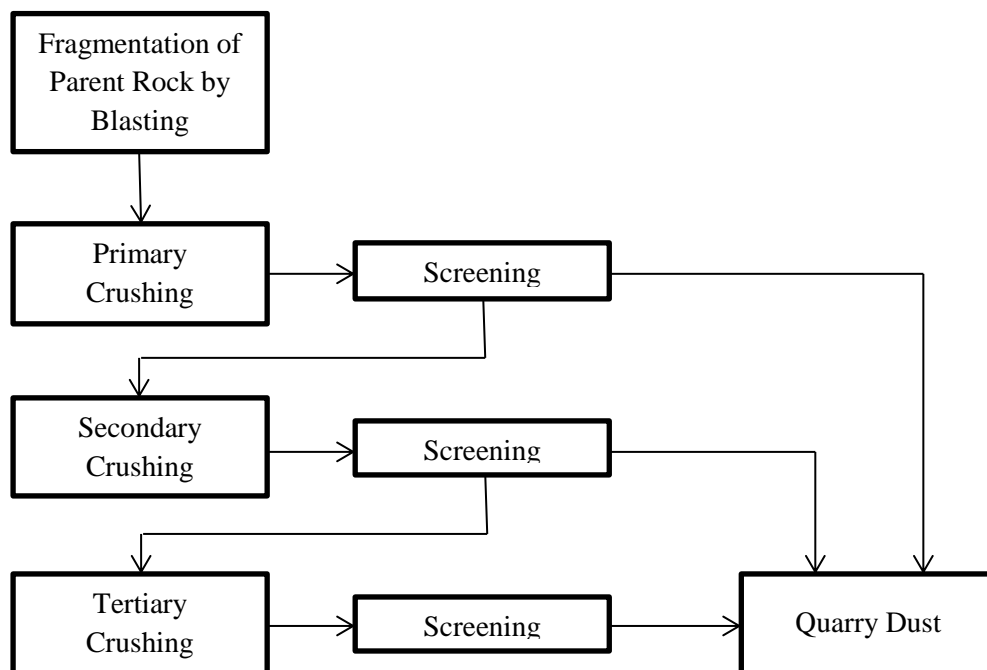 Fragmentation of
Parent Rock by
Blasting
Primary
Crushing
Screening
Secondary
Crushing
Screening
Tertiary
Crushing
Screening
Quarry Dust